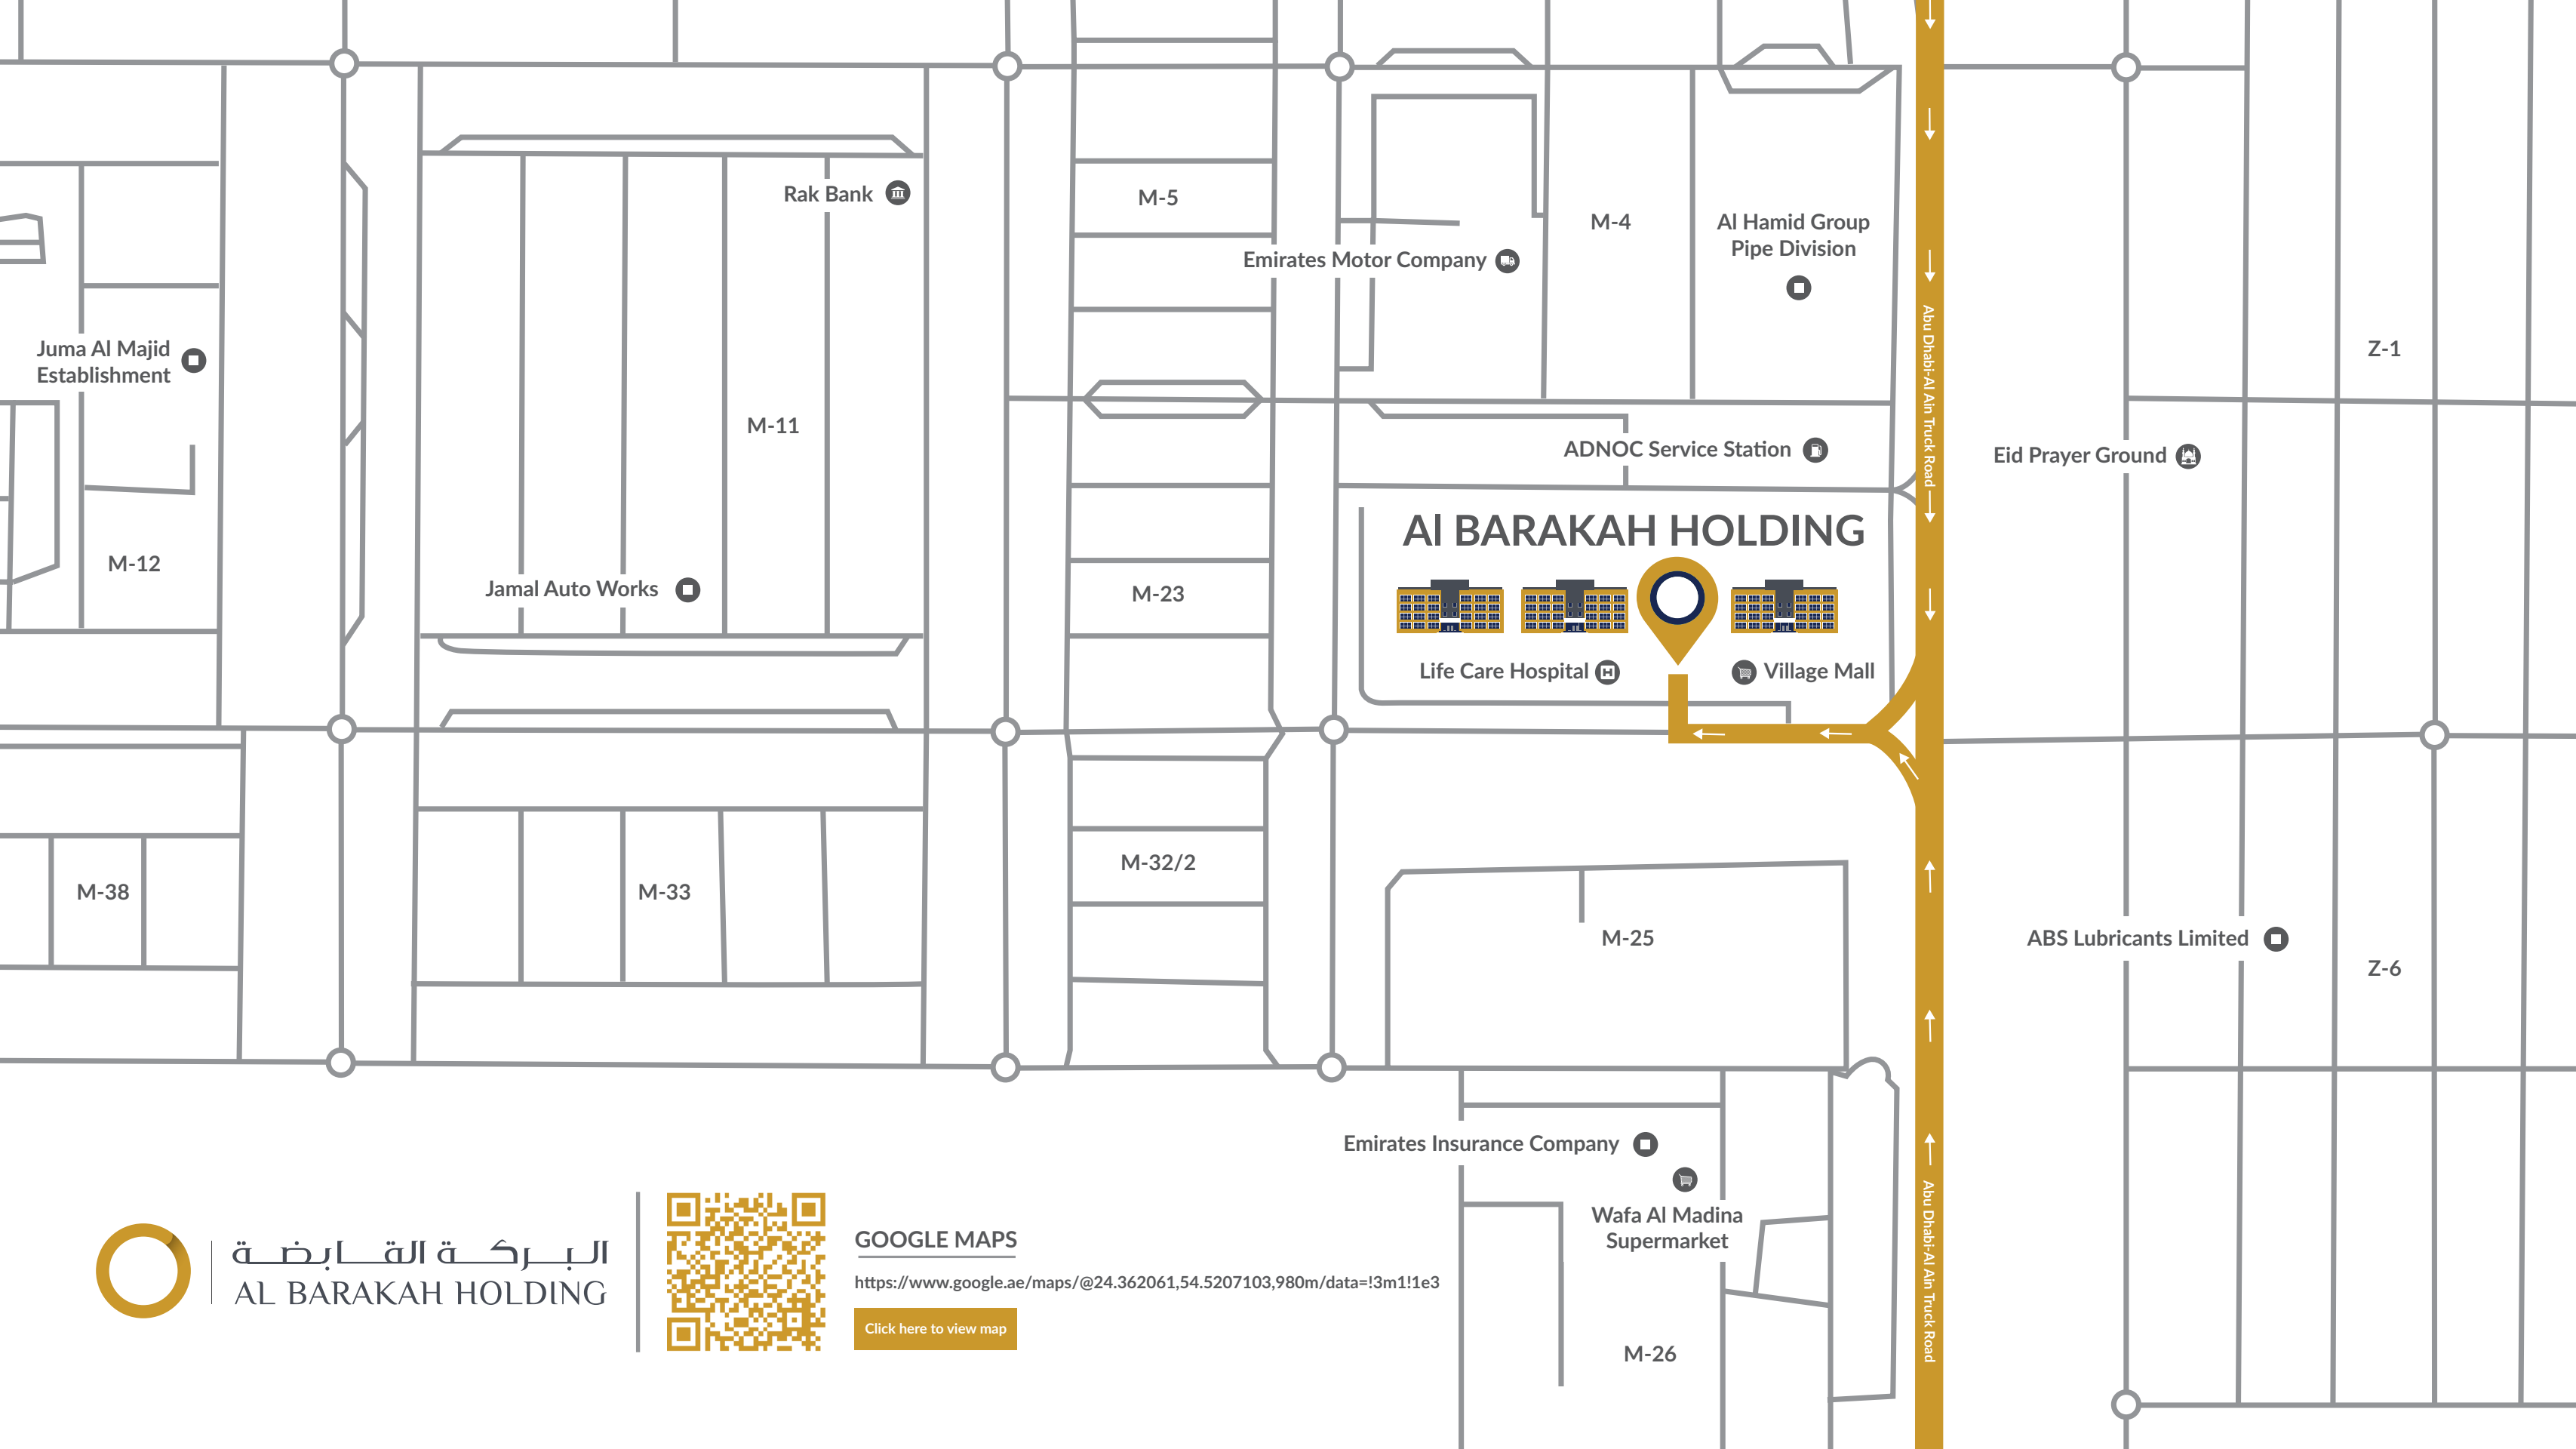 Rak Bank
M-5
M-4
Al Hamid Group
Pipe Division
Emirates Motor Company
Abu Dhabi-Al Ain Truck Road
Juma Al Majid
Establishment
Z-1
M-11
ADNOC Service Station
Eid Prayer Ground
Al BARAKAH HOLDING
M-12
Jamal Auto Works
M-23
Life Care Hospital
H
Village Mall
M-38
M-33
M-32/2
M-25
ABS Lubricants Limited
Z-6
Emirates Insurance Company
Wafa Al Madina
Supermarket
Abu Dhabi-Al Ain Truck Road
M-26
البركة القابضة
AL BARAKAH HOLDING
GOOGLE MAPS
https://www.google.ae/maps/@24.362061,54.5207103,980m/data=!3m1!1e3
Click here to view map